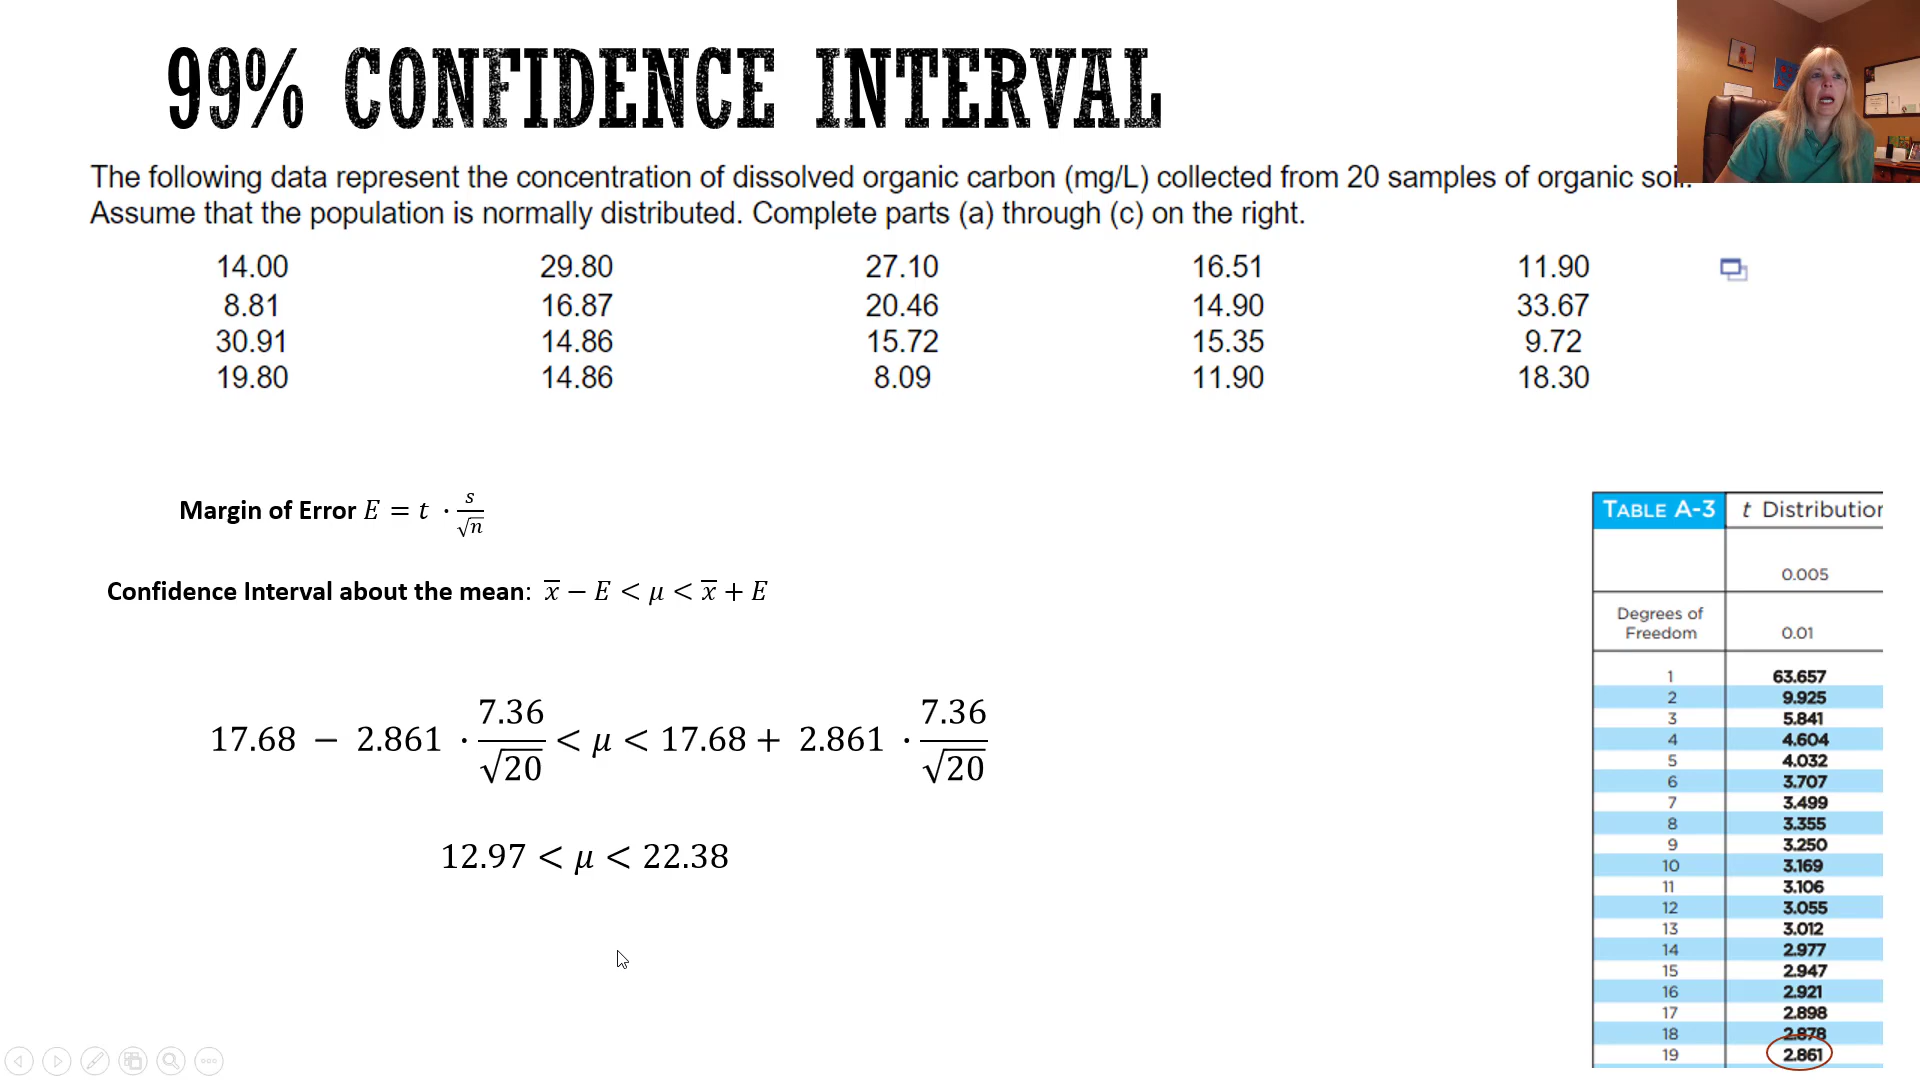 99% CONFIDENCE INTERVAL
The following data represent the concentration of dissolved organic carbon (mg/L) collected from 20 samples of organic soil.
Assume that the population is normally distributed. Complete parts (a) through (c) on the right.
14.00 29.80 27.10 16.51 11.90
8.81 16.87 20.46 14.90 33.67
30.91 14.86 15.72 15.35 9.72
19.80 14.86 8.09 11.90 18.30
Margin of Error E = t · s/√n
Confidence Interval about the mean: x̅ − E < μ < x̅ + E
17.68 − 2.861 · 7.36/√20 < μ < 17.68 + 2.861 · 7.36/√20
12.97 < μ < 22.38
TABLE A-3 t Distribution
0.005
Degrees of
Freedom 0.01
1 63.657
2 9.925
3 5.841
4 4.604
5 4.032
6 3.707
7 3.499
8 3.355
9 3.250
10 3.169
11 3.106
12 3.055
13 3.012
14 2.977
15 2.947
16 2.921
17 2.898
18 2.878
19 2.861